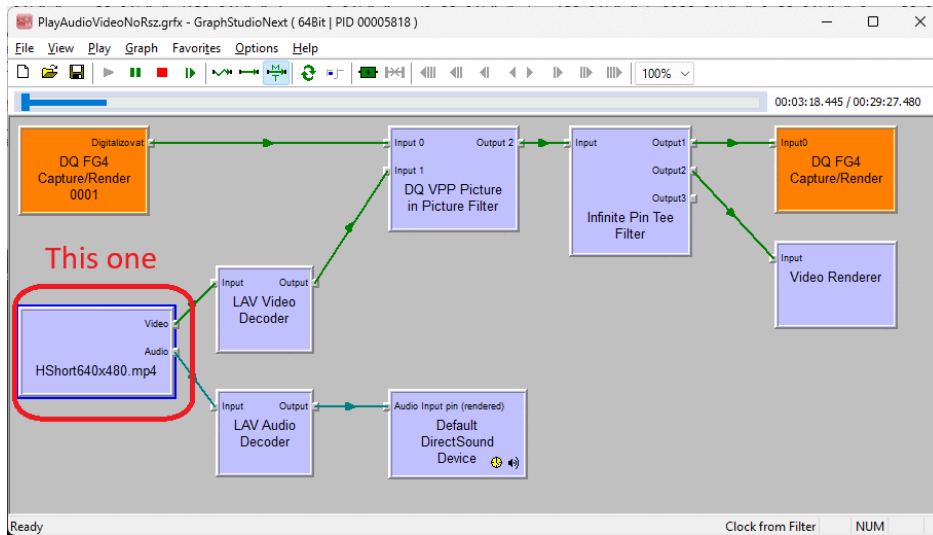 PlayAudioVideoNoRsz.grfx - GraphStudioNext ( 64Bit | PID 00005818 )
File View Play Graph Favorites Options Help
100%
00:03:18.445 / 00:29:27.480
Digitalizovat
DQ FG4
Capture/Render
0001
Input 0 Output 2
Input 1
DQ VPP Picture
in Picture Filter
Input Output1
Output2
Output3
Infinite Pin Tee
Filter
Input0
DQ FG4
Capture/Render
This one
Input Output
LAV Video
Decoder
Input
Video Renderer
Video
Audio
HShort640x480.mp4
Input Output
LAV Audio
Decoder
Audio Input pin (rendered)
Default
DirectSound
Device
Ready
Clock from Filter NUM